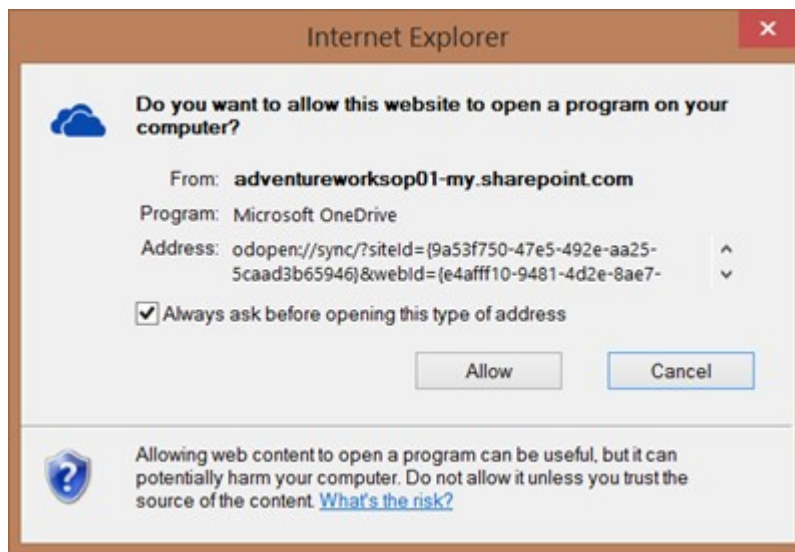 Internet Explorer
Do you want to allow this website to open a program on your
computer?
From: adventureworksop01-my.sharepoint.com
Program: Microsoft OneDrive
Address: odopen://sync/?siteId={9a53f750-47e5-492e-aa25-
5caad3b65946}&webId={e4afff10-9481-4d2e-8ae7-
Always ask before opening this type of address
Allow Cancel
Allowing web content to open a program can be useful, but it can
potentially harm your computer. Do not allow it unless you trust the
source of the content. What's the risk?